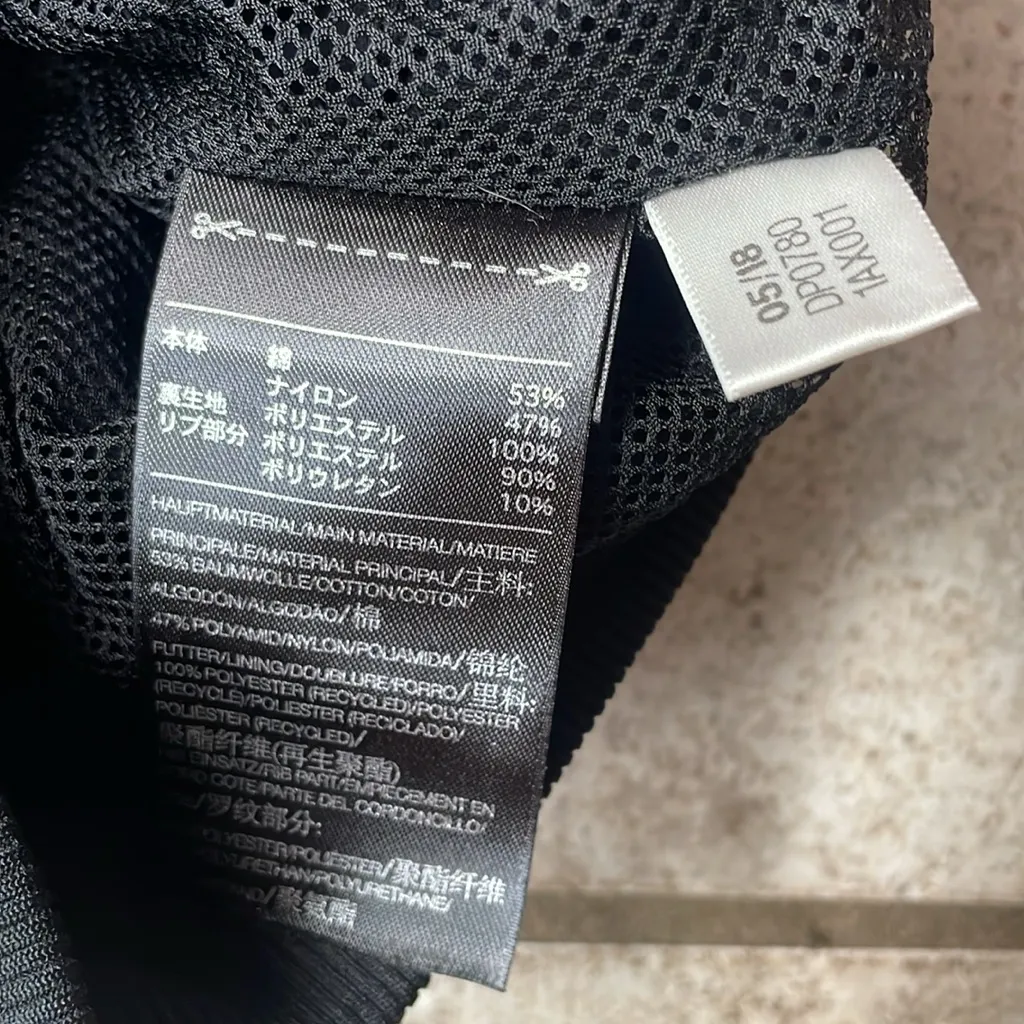 本体 綿 53%
ナイロン 47%
裏生地 ポリエステル 100%
リブ部分 ポリエステル 90%
ポリウレタン 10%
HAUPTMATERIAL/MAIN MATERIAL/MATIERE
PRINCIPALE/MATERIAL PRINCIPAL/主料:
53% BAUMWOLLE/COTTON/COTON/
ALGODON/ALGODÃO/棉
47% POLYAMID/NYLON/POLIAMIDA/锦纶
FUTTER/LINING/DOUBLURE/FORRO/里料:
100% POLYESTER (RECYCLED)/POLYESTER
(RECYCLÉ)/POLIESTER (RECICLADO)/
POLIÉSTER (RECYCLED)/
聚酯纤维(再生聚酯)
EINSATZ/RIB PART/EMPIECEMENT EN
COTE/PARTE DEL CORDONCILLO/
/罗纹部分:
POLYESTER/POLIESTER/聚酯纤维
/POLYURETHANE/
/聚氨酯
05/18
DP0780
1AX001